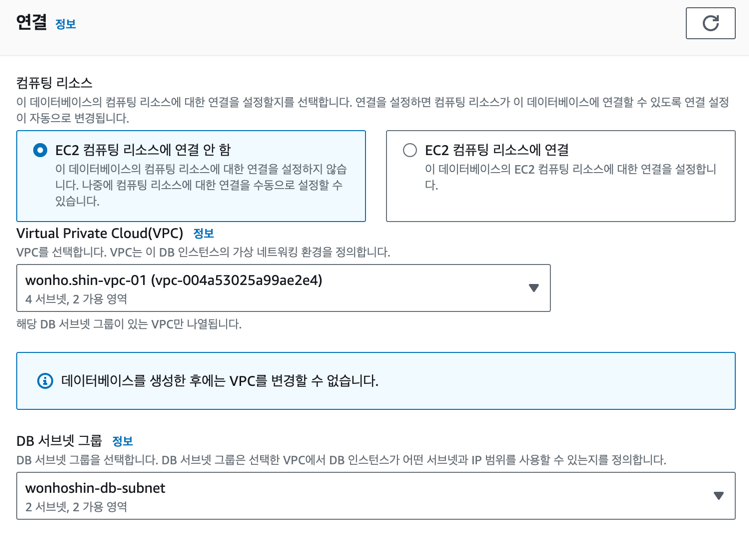 연결 정보
컴퓨팅 리소스
이 데이터베이스의 컴퓨팅 리소스에 대한 연결을 설정할지를 선택합니다. 연결을 설정하면 컴퓨팅 리소스가 이 데이터베이스에 연결할 수 있도록 연결 설정
이 자동으로 변경됩니다.
EC2 컴퓨팅 리소스에 연결 안 함
이 데이터베이스의 컴퓨팅 리소스에 대한 연결을 설정하지 않습
니다. 나중에 컴퓨팅 리소스에 대한 연결을 수동으로 설정할 수
있습니다.
EC2 컴퓨팅 리소스에 연결
이 데이터베이스의 EC2 컴퓨팅 리소스에 대한 연결을 설정합니
다.
Virtual Private Cloud(VPC) 정보
VPC를 선택합니다. VPC는 이 DB 인스턴스의 가상 네트워킹 환경을 정의합니다.
wonho.shin-vpc-01 (vpc-004a53025a99ae2e4)
4 서브넷, 2 가용 영역
해당 DB 서브넷 그룹이 있는 VPC만 나열됩니다.
데이터베이스를 생성한 후에는 VPC를 변경할 수 없습니다.
DB 서브넷 그룹 정보
DB 서브넷 그룹을 선택합니다. DB 서브넷 그룹은 선택한 VPC에서 DB 인스턴스가 어떤 서브넷과 IP 범위를 사용할 수 있는지를 정의합니다.
wonhoshin-db-subnet
2 서브넷, 2 가용 영역